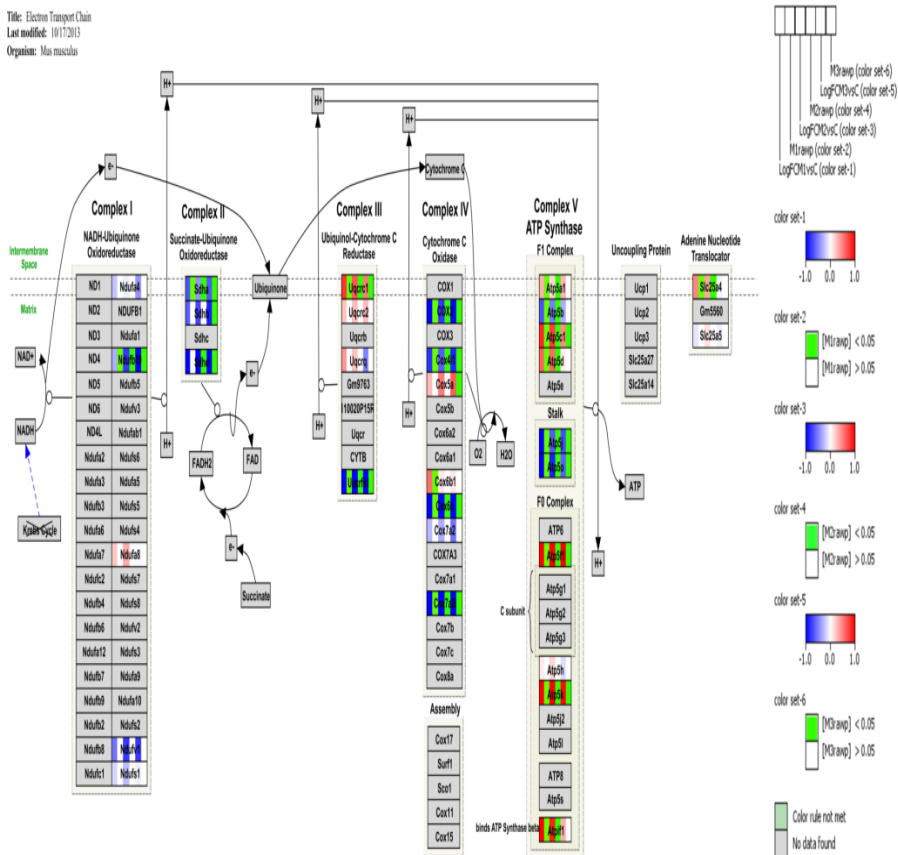 Title: Electron Transport Chain
Last modified: 10/17/2013
Organism: Mus musculus
M3rawp (color set-6)
LogFCM3vsC (color set-5)
M2rawp (color set-4)
LogFCM2vsC (color set-3)
M1rawp (color set-2)
LogFCM1vsC (color set-1)
H+
H+
H+
e-
Cytochrome C
Complex I
NADH-Ubiquinone
Oxidoreductase
Complex II
Succinate-Ubiquinone
Oxidoreductase
Complex III
Ubiquinol-Cytochrome C
Reductase
Complex IV
Cytochrome C
Oxidase
Complex V
ATP Synthase
F1 Complex
Uncoupling Protein
Adenine Nucleotide
Translocator
Intermembrane
Space
Matrix
ND1 Ndufa4
ND2 NDUFB1
ND3 Ndufa1
ND4
ND5 Ndufb5
ND6 Ndufv3
ND4L Ndufab1
Ndufa2 Ndufs6
Ndufa3 Ndufa5
Ndufb3 Ndufs5
Ndufa6 Ndufs4
Ndufa7 Ndufa8
Ndufc2 Ndufs7
Ndufb4 Ndufs8
Ndufb6 Ndufv2
Ndufa12 Ndufs3
Ndufb7 Ndufa9
Ndufb9 Ndufa10
Ndufb2 Ndufs2
Ndufb8 Ndufv1
Ndufc1 Ndufs1
Sdha
Sdhc
Ubiquinone
Uqcrc1
Uqcrc2
Uqcrb
Uqcrq
Gm9763
Uqcr
CYTB
COX1
COX2
COX3
Cox5a
Cox5b
Cox6a2
Cox6a1
Cox6b1
Cox6c
Cox7a2
COX7A3
Cox7a1
Cox7b
Cox7c
Cox8a
Assembly
Cox17
Surf1
Sco1
Cox11
Cox15
Atp5a1
Atp5b
Atp5c1
Atp5d
Atp5e
Stalk
Atp5j
Atp5o
F0 Complex
ATP6
Atp5g1
Atp5g2
Atp5g3
C subunit
Atp5h
Atp5k
Atp5j2
Atp5l
ATP8
Atp5s
binds ATP Synthase beta
Atpif1
Ucp1
Ucp2
Ucp3
Slc25a27
Slc25a14
Slc25a4
Gm5560
Slc25a5
NAD+
NADH
Krebs Cycle
H+
FADH2
FAD
e-
e-
Succinate
H+
H+
O2
H2O
ATP
H+
color set-1
-1.0 0.0 1.0
color set-2
[M1rawp] < 0.05
[M1rawp] > 0.05
color set-3
-1.0 0.0 1.0
color set-4
[M2rawp] < 0.05
[M2rawp] > 0.05
color set-5
-1.0 0.0 1.0
color set-6
[M3rawp] < 0.05
[M3rawp] > 0.05
Color rule not met
No data found